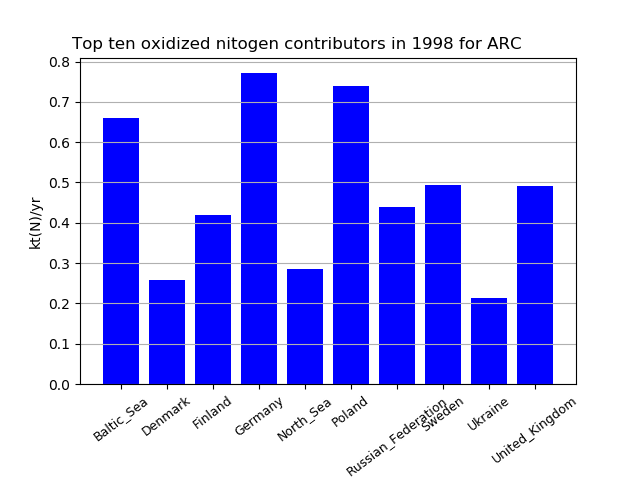 Top ten oxidized nitogen contributors in 1998 for ARC
kt(N)/yr
0.8
0.7
0.6
0.5
0.4
0.3
0.2
0.1
0.0
Baltic_Sea
Denmark
Finland
Germany
North_Sea
Poland
Russian_Federation
Sweden
Ukraine
United_Kingdom